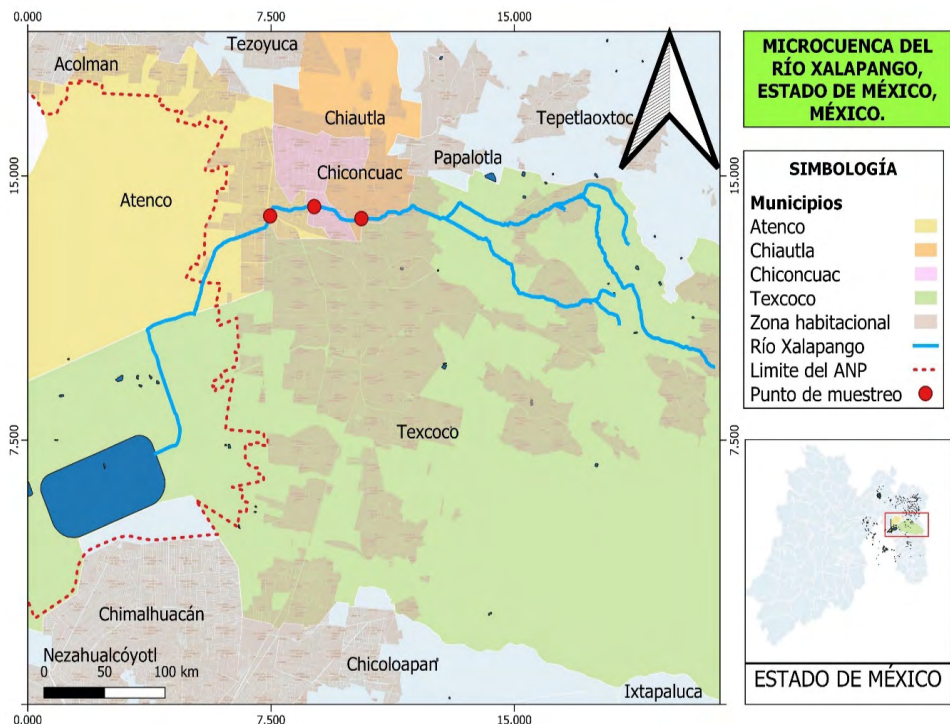 0.000
7.500
15.000
Tezoyuca
Acolman
Chiautla
Tepetlaoxtoc
Papalotla
Chiconcuac
15.000
15.000
Atenco
7.500
7.500
Texcoco
Chimalhuacán
Nezahualcóyotl
0 50 100 km
Chicoloapan
Ixtapaluca
0.000
7.500
15.000
MICROCUENCA DEL
RÍO XALAPANGO,
ESTADO DE MÉXICO,
MÉXICO.
SIMBOLOGÍA
Municipios
Atenco
Chiautla
Chiconcuac
Texcoco
Zona habitacional
Río Xalapango
Limite del ANP
Punto de muestreo
ESTADO DE MÉXICO